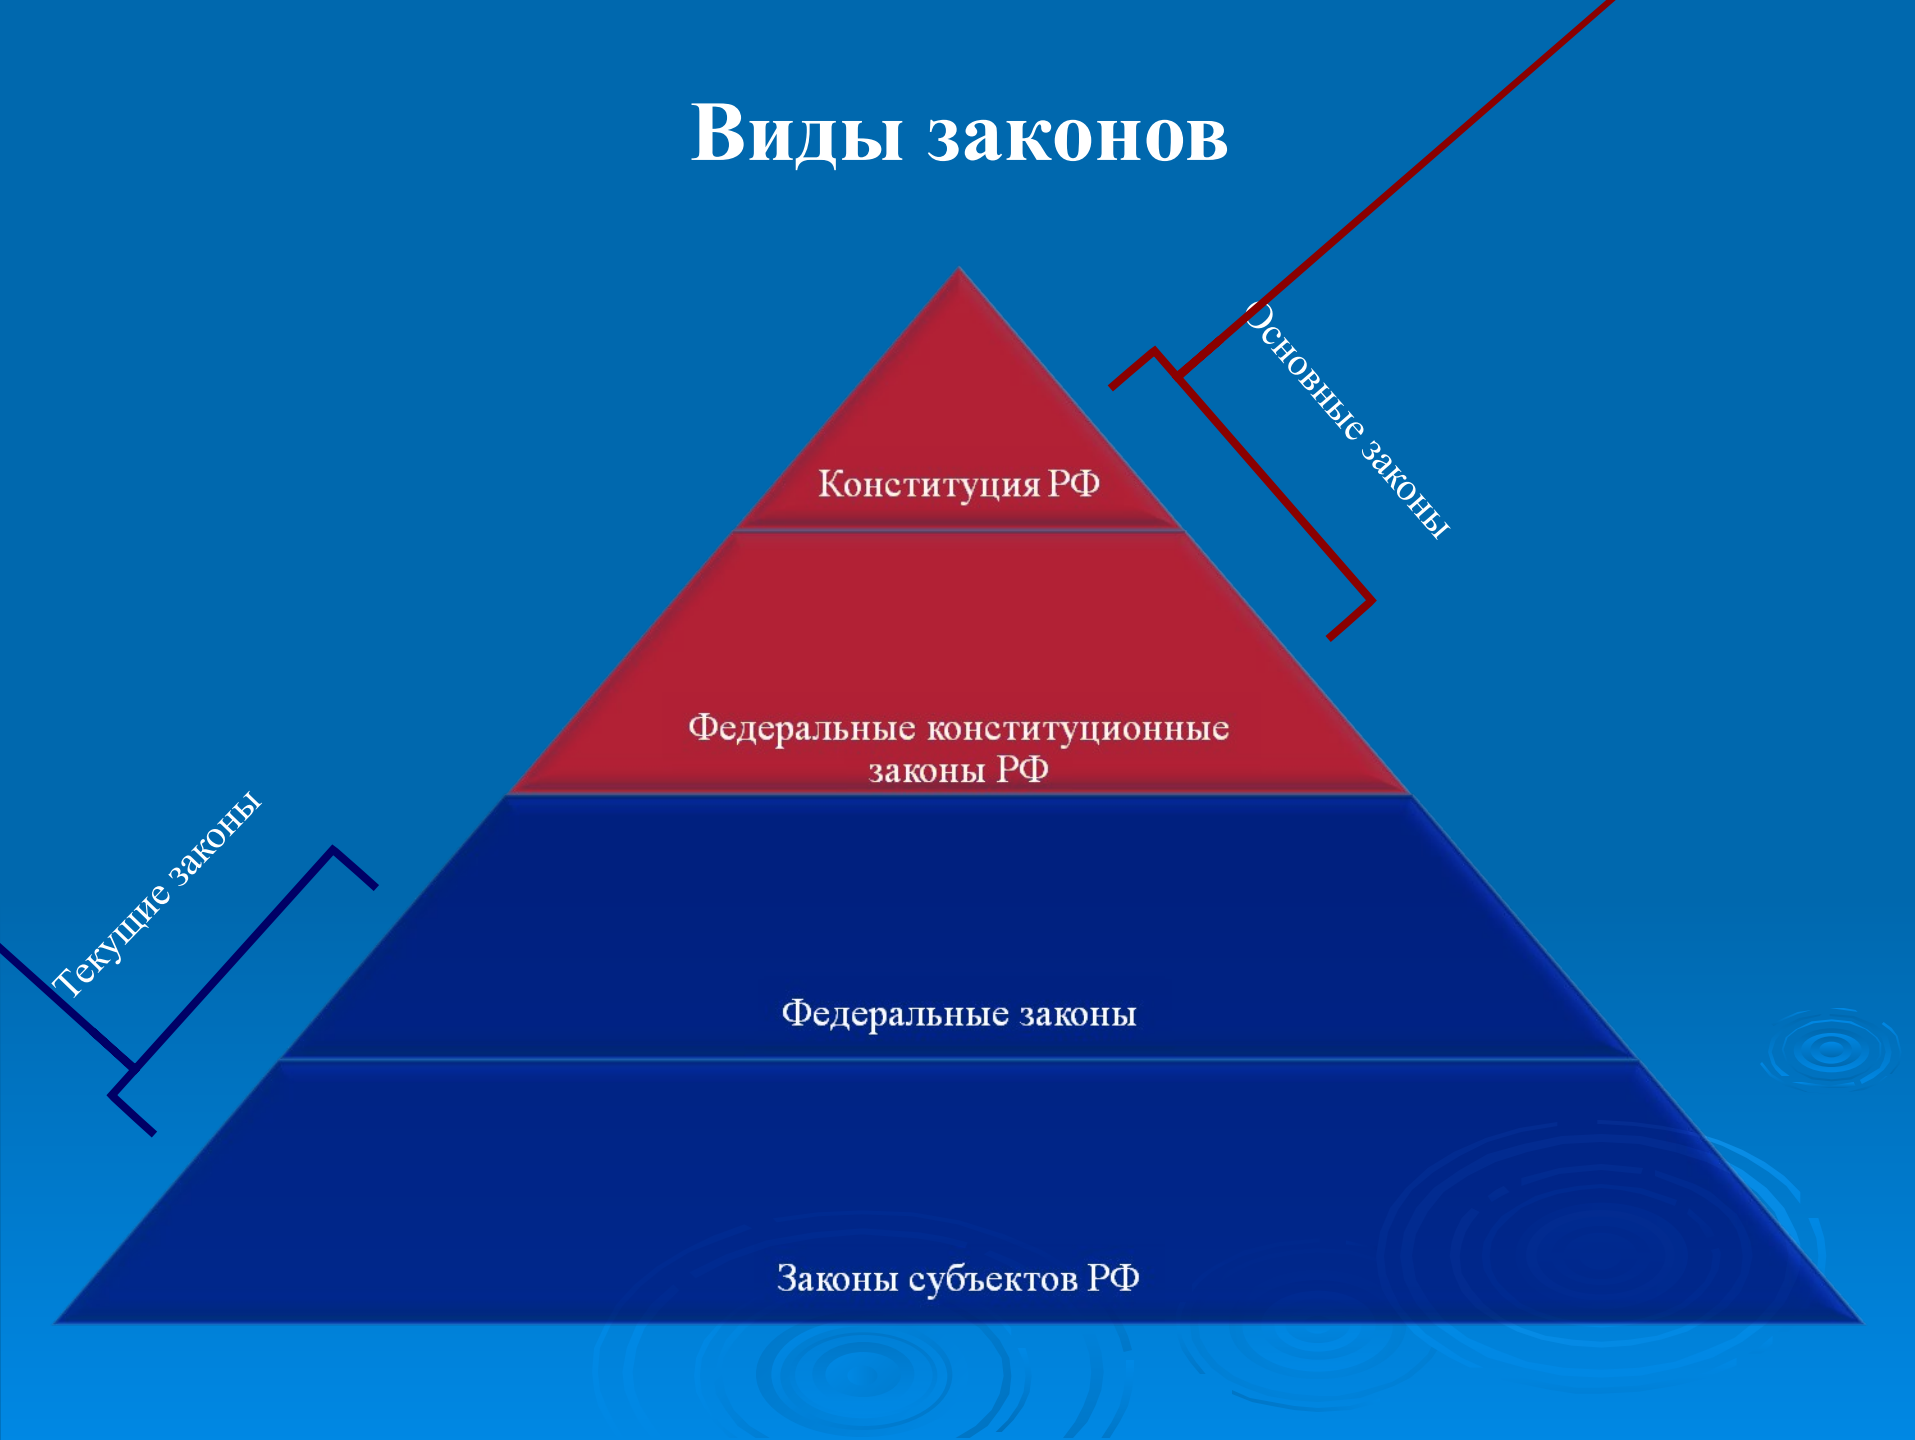 Виды законов
Основные законы
Конституция РФ
Федеральные конституционные
законы РФ
Текущие законы
Федеральные законы
Законы субъектов РФ